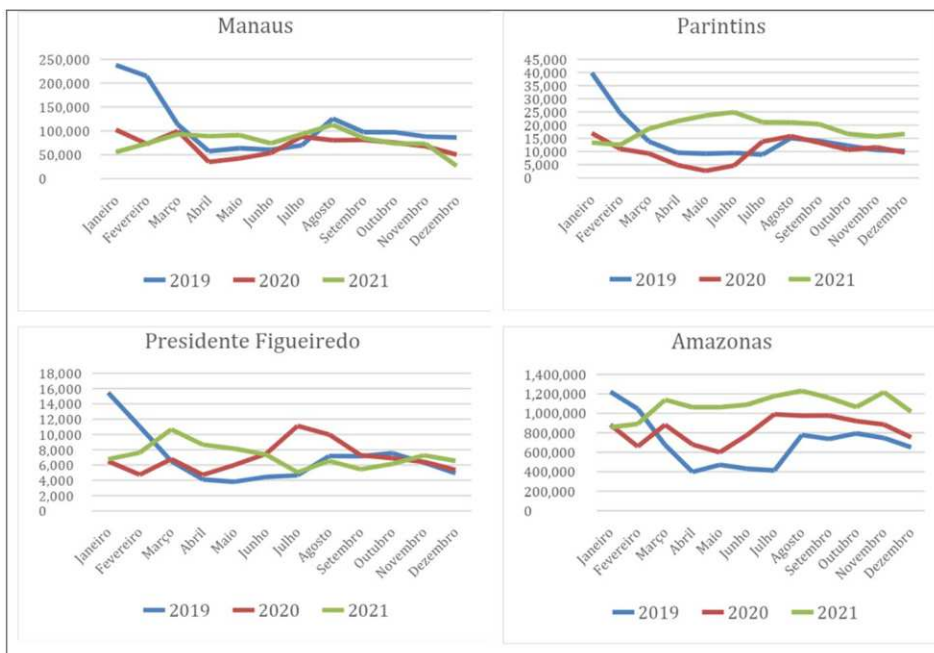 Manaus
250,000
200,000
150,000
100,000
50,000
0
Janeiro
Fevereiro
Março
Abril
Maio
Junho
Julho
Agosto
Setembro
Outubro
Novembro
Dezembro
2019 2020 2021
Parintins
45,000
40,000
35,000
30,000
25,000
20,000
15,000
10,000
5,000
0
Janeiro
Fevereiro
Março
Abril
Maio
Junho
Julho
Agosto
Setembro
Outubro
Novembro
Dezembro
2019 2020 2021
Presidente Figueiredo
18,000
16,000
14,000
12,000
10,000
8,000
6,000
4,000
2,000
0
Janeiro
Fevereiro
Março
Abril
Maio
Junho
Julho
Agosto
Setembro
Outubro
Novembro
Dezembro
2019 2020 2021
Amazonas
1,400,000
1,200,000
1,000,000
800,000
600,000
400,000
200,000
0
Janeiro
Fevereiro
Março
Abril
Maio
Junho
Julho
Agosto
Setembro
Outubro
Novembro
Dezembro
2019 2020 2021